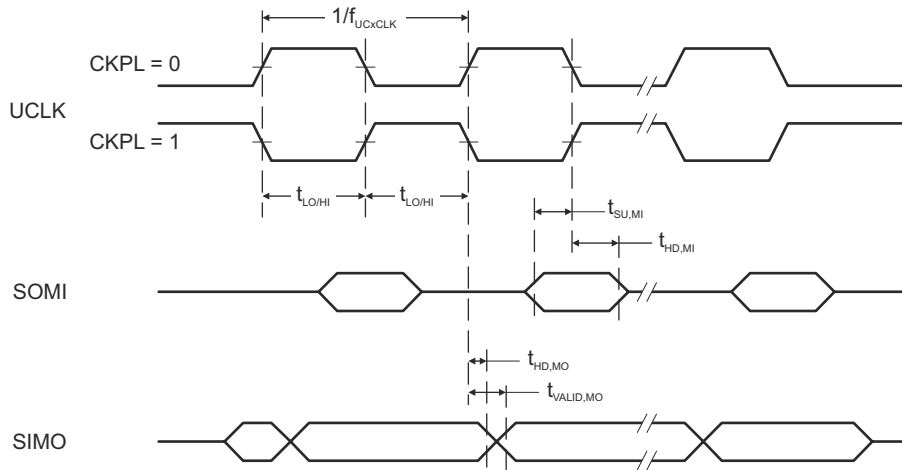 1/fUCxCLK
CKPL = 0
UCLK
CKPL = 1
tLO/HI
tLO/HI
tSU,MI
tHD,MI
SOMI
tHD,MO
tVALID,MO
SIMO